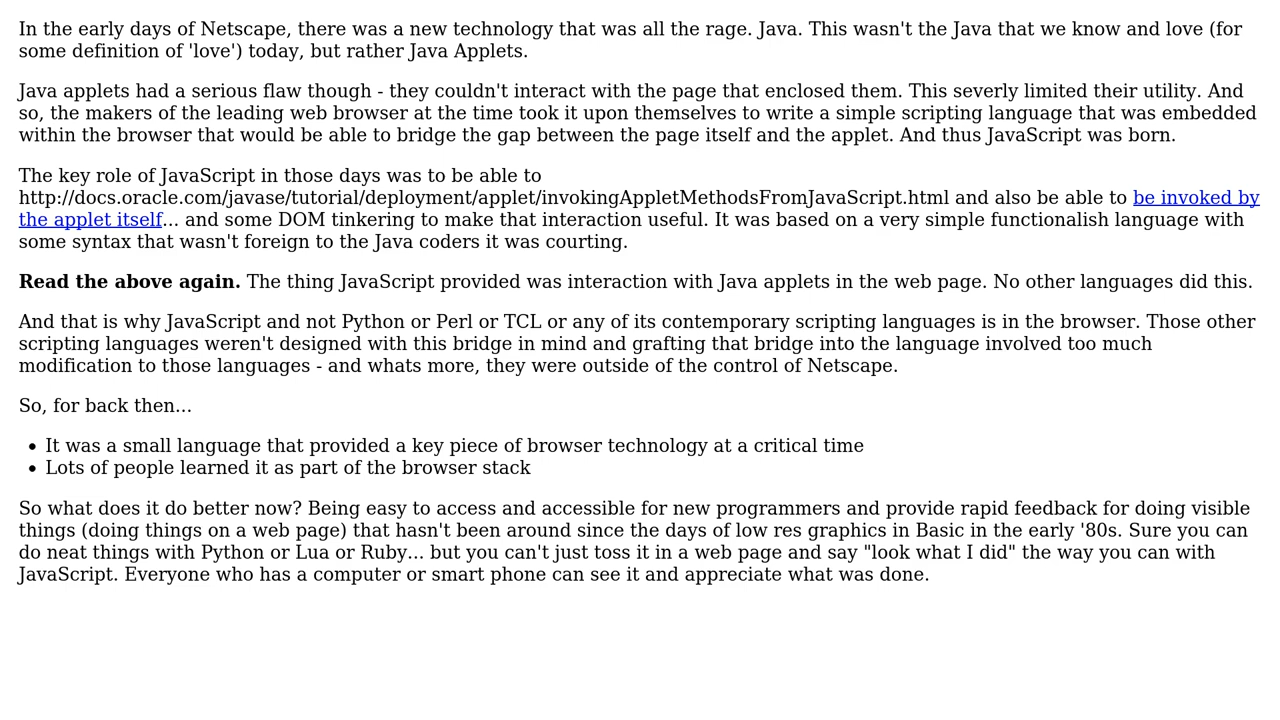 In the early days of Netscape, there was a new technology that was all the rage. Java. This wasn't the Java that we know and love (for
some definition of 'love') today, but rather Java Applets.
Java applets had a serious flaw though - they couldn't interact with the page that enclosed them. This severly limited their utility. And
so, the makers of the leading web browser at the time took it upon themselves to write a simple scripting language that was embedded
within the browser that would be able to bridge the gap between the page itself and the applet. And thus JavaScript was born.
The key role of JavaScript in those days was to be able to
http://docs.oracle.com/javase/tutorial/deployment/applet/invokingAppletMethodsFromJavaScript.html and also be able to be invoked by
the applet itself... and some DOM tinkering to make that interaction useful. It was based on a very simple functionalish language with
some syntax that wasn't foreign to the Java coders it was courting.
Read the above again. The thing JavaScript provided was interaction with Java applets in the web page. No other languages did this.
And that is why JavaScript and not Python or Perl or TCL or any of its contemporary scripting languages is in the browser. Those other
scripting languages weren't designed with this bridge in mind and grafting that bridge into the language involved too much
modification to those languages - and whats more, they were outside of the control of Netscape.
So, for back then...
• It was a small language that provided a key piece of browser technology at a critical time
• Lots of people learned it as part of the browser stack
So what does it do better now? Being easy to access and accessible for new programmers and provide rapid feedback for doing visible
things (doing things on a web page) that hasn't been around since the days of low res graphics in Basic in the early '80s. Sure you can
do neat things with Python or Lua or Ruby... but you can't just toss it in a web page and say "look what I did" the way you can with
JavaScript. Everyone who has a computer or smart phone can see it and appreciate what was done.